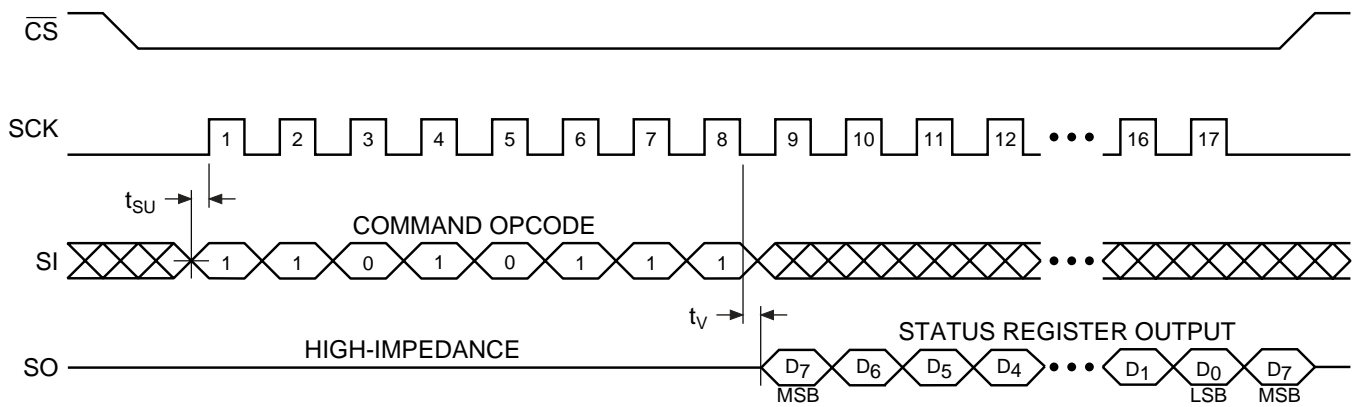 CS
SCK
1 2 3 4 5 6 7 8 9 10 11 12 ••• 16 17
tSU
COMMAND OPCODE
SI
1 1 0 1 0 1 1 1 •••
tV
HIGH-IMPEDANCE
STATUS REGISTER OUTPUT
SO
D7 D6 D5 D4 ••• D1 D0 D7
MSB LSB MSB